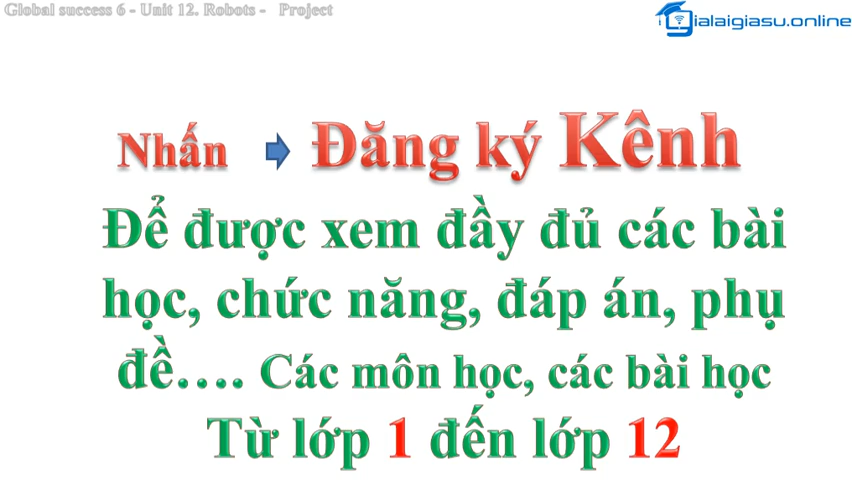 Global success 6 - Unit 12. Robots - Project
ialaigiasu.online
Nhấn Đăng ký Kênh
Để được xem đầy đủ các bài
học, chức năng, đáp án, phụ
đề…. Các môn học, các bài học
Từ lớp 1 đến lớp 12